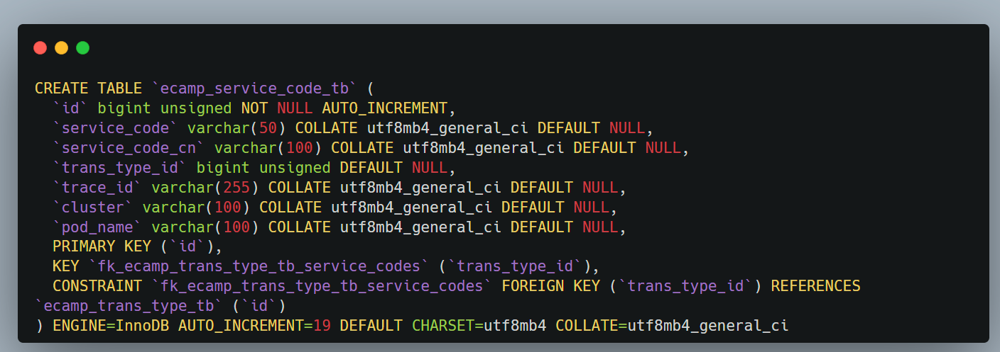 CREATE TABLE `ecamp_service_code_tb` (
  `id` bigint unsigned NOT NULL AUTO_INCREMENT,
  `service_code` varchar(50) COLLATE utf8mb4_general_ci DEFAULT NULL,
  `service_code_cn` varchar(100) COLLATE utf8mb4_general_ci DEFAULT NULL,
  `trans_type_id` bigint unsigned DEFAULT NULL,
  `trace_id` varchar(255) COLLATE utf8mb4_general_ci DEFAULT NULL,
  `cluster` varchar(100) COLLATE utf8mb4_general_ci DEFAULT NULL,
  `pod_name` varchar(100) COLLATE utf8mb4_general_ci DEFAULT NULL,
  PRIMARY KEY (`id`),
  KEY `fk_ecamp_trans_type_tb_service_codes` (`trans_type_id`),
  CONSTRAINT `fk_ecamp_trans_type_tb_service_codes` FOREIGN KEY (`trans_type_id`) REFERENCES
`ecamp_trans_type_tb` (`id`)
) ENGINE=InnoDB AUTO_INCREMENT=19 DEFAULT CHARSET=utf8mb4 COLLATE=utf8mb4_general_ci